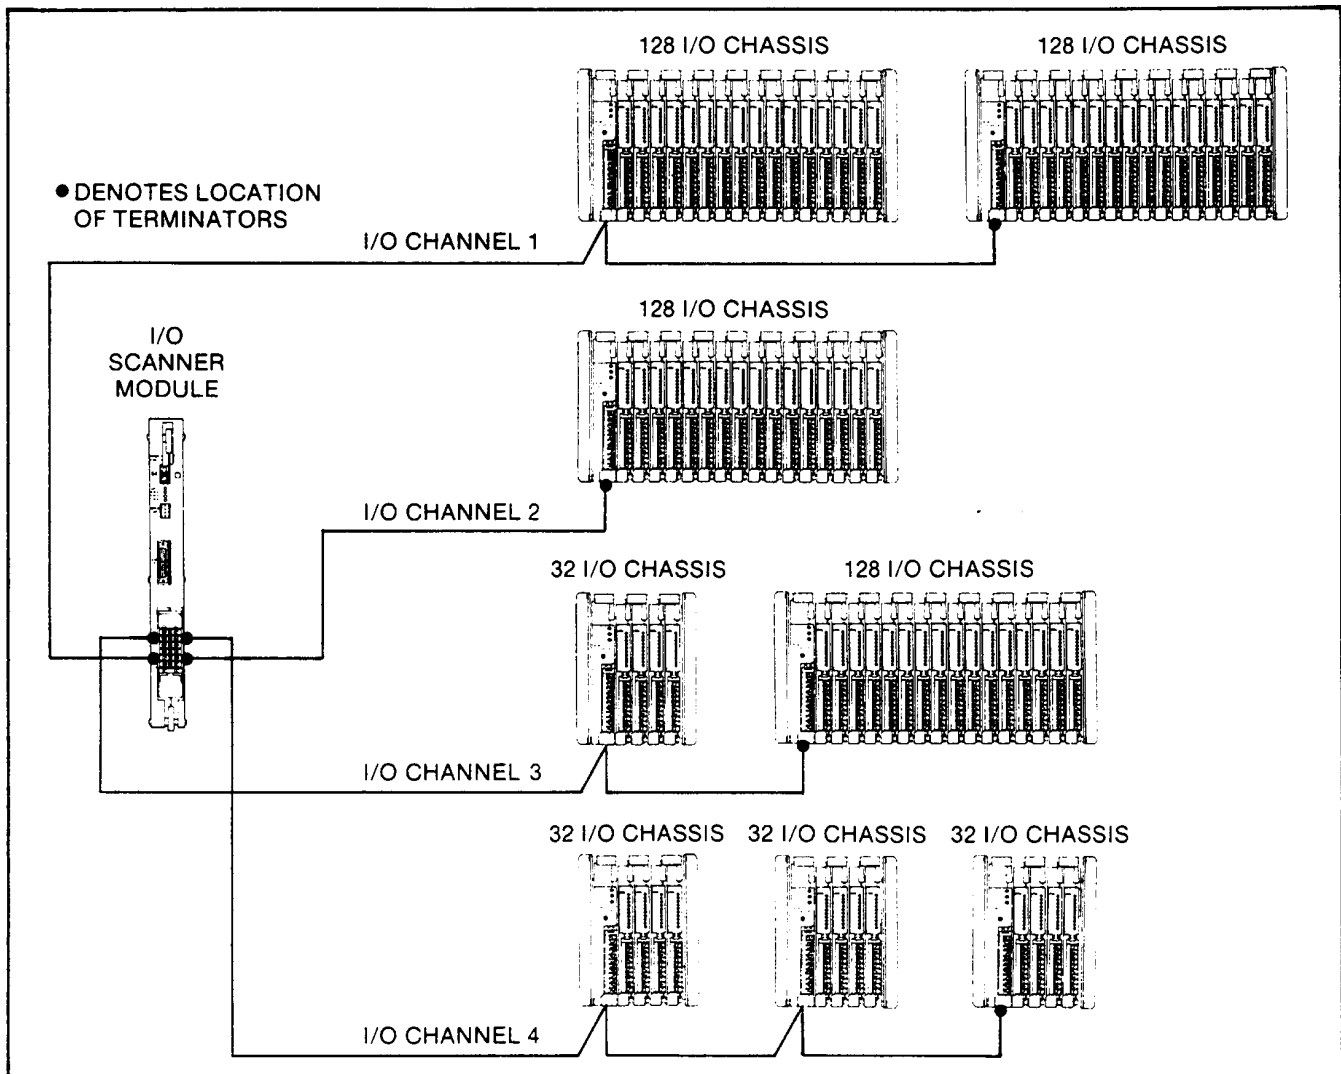 128 I/O CHASSIS
128 I/O CHASSIS
● DENOTES LOCATION
OF TERMINATORS
I/O CHANNEL 1
128 I/O CHASSIS
I/O
SCANNER
MODULE
I/O CHANNEL 2
32 I/O CHASSIS
128 I/O CHASSIS
I/O CHANNEL 3
32 I/O CHASSIS
32 I/O CHASSIS
32 I/O CHASSIS
I/O CHANNEL 4